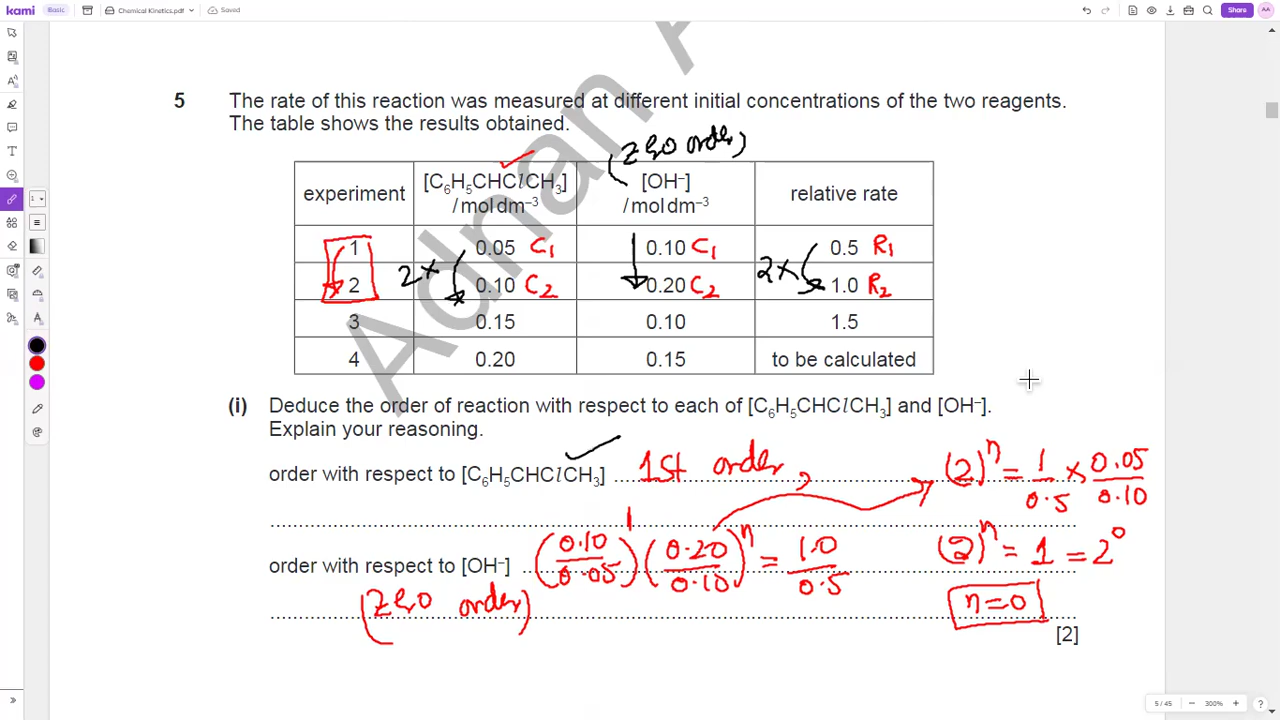 kami Basic Chemical Kinetics.pdf Saved Share AA
Adnan A
5 The rate of this reaction was measured at different initial concentrations of the two reagents.
The table shows the results obtained.
(zero order)
experiment [C₆H₅CHClCH₃] / mol dm⁻³ [OH⁻] / mol dm⁻³ relative rate
1 0.05 C₁ 0.10 C₁ 0.5 R₁
2× 2×
2 0.10 C₂ 0.20 C₂ 1.0 R₂
3 0.15 0.10 1.5
4 0.20 0.15 to be calculated
(i) Deduce the order of reaction with respect to each of [C₆H₅CHClCH₃] and [OH⁻].
Explain your reasoning.
order with respect to [C₆H₅CHClCH₃] 1st order, (2)ⁿ = 1/0.5 × 0.05/0.10
order with respect to [OH⁻] (0.10/0.05)¹ (0.20/0.10)ⁿ = 1.0/0.5 (2)ⁿ = 1 = 2⁰
(zero order) n=0
[2]
5 / 45 300%